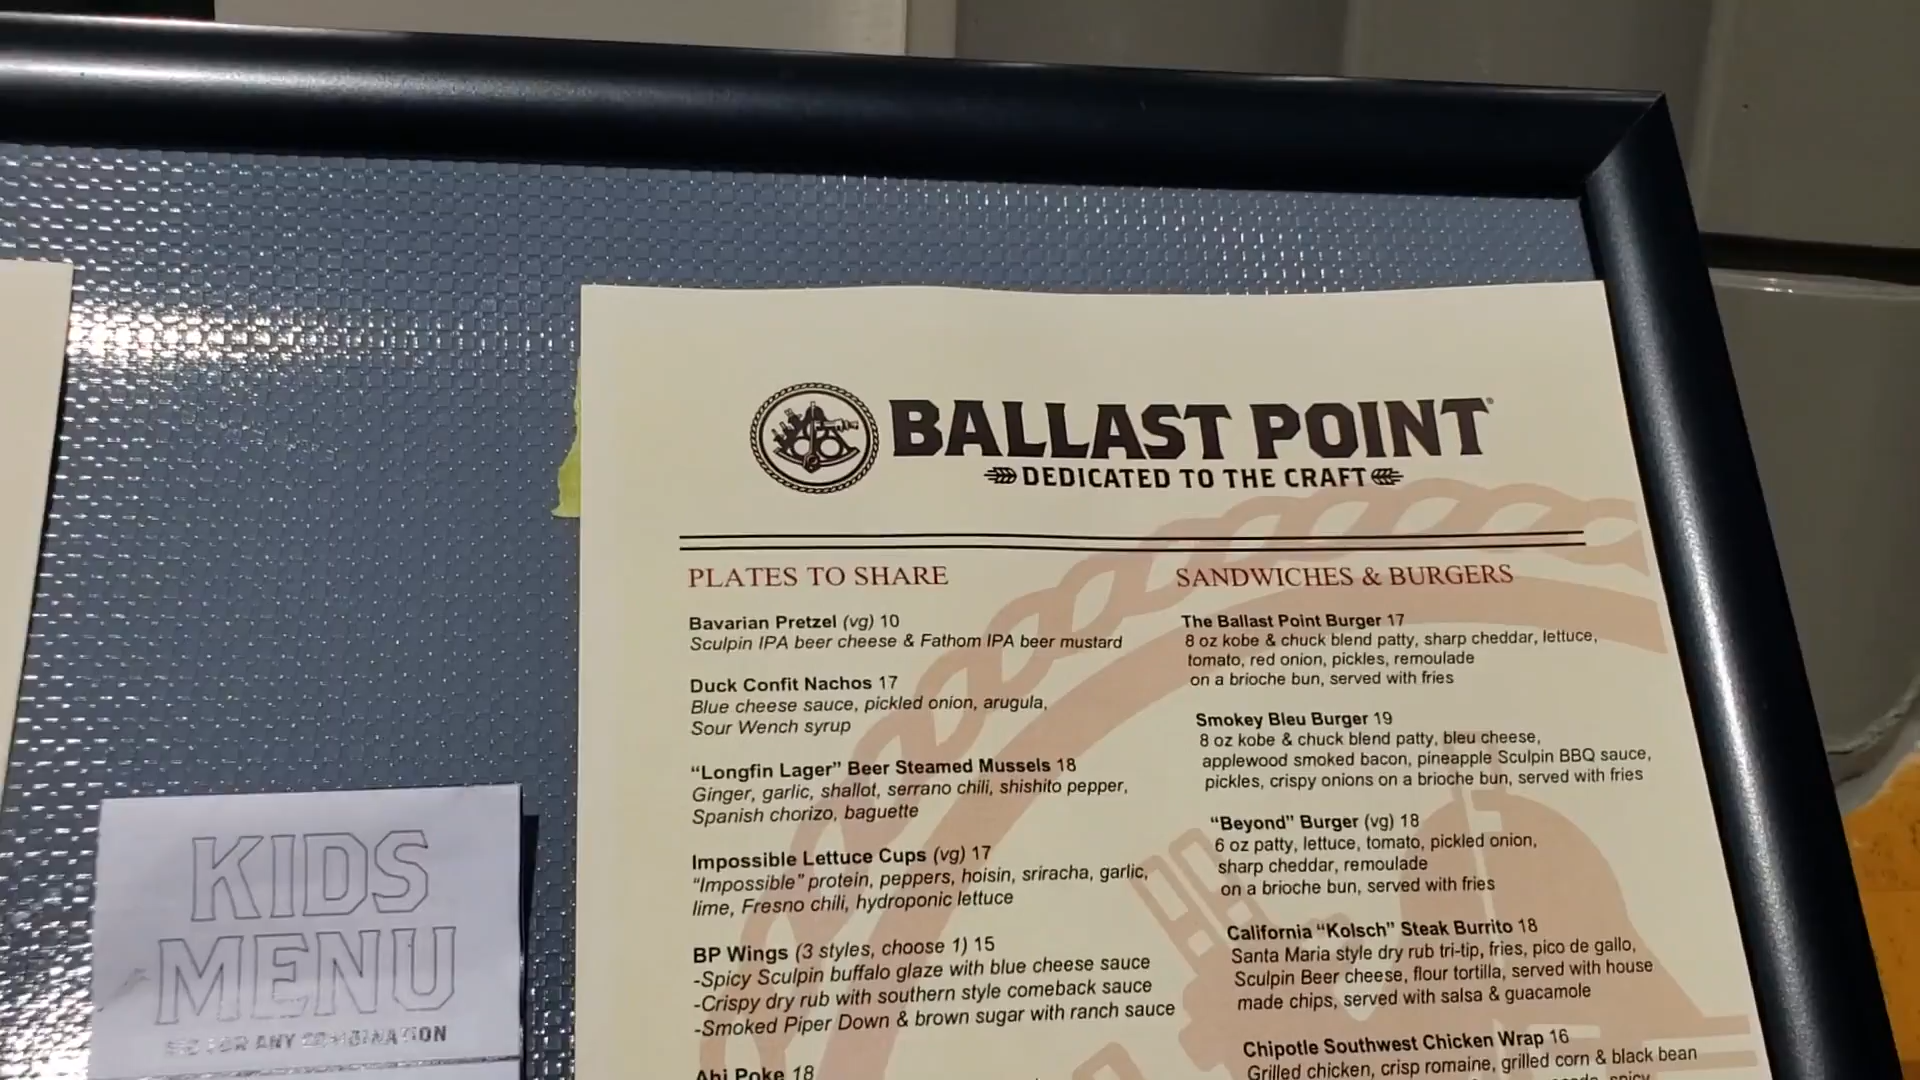 BALLAST POINT
DEDICATED TO THE CRAFT
PLATES TO SHARE
Bavarian Pretzel (vg) 10
Sculpin IPA beer cheese & Fathom IPA beer mustard
Duck Confit Nachos 17
Blue cheese sauce, pickled onion, arugula,
Sour Wench syrup
“Longfin Lager” Beer Steamed Mussels 18
Ginger, garlic, shallot, serrano chili, shishito pepper,
Spanish chorizo, baguette
Impossible Lettuce Cups (vg) 17
“Impossible” protein, peppers, hoisin, sriracha, garlic,
lime, Fresno chili, hydroponic lettuce
BP Wings (3 styles, choose 1) 15
-Spicy Sculpin buffalo glaze with blue cheese sauce
-Crispy dry rub with southern style comeback sauce
-Smoked Piper Down & brown sugar with ranch sauce
Ahi Poke 18
SANDWICHES & BURGERS
The Ballast Point Burger 17
8 oz kobe & chuck blend patty, sharp cheddar, lettuce,
tomato, red onion, pickles, remoulade
on a brioche bun, served with fries
Smokey Bleu Burger 19
8 oz kobe & chuck blend patty, bleu cheese,
applewood smoked bacon, pineapple Sculpin BBQ sauce,
pickles, crispy onions on a brioche bun, served with fries
“Beyond” Burger (vg) 18
6 oz patty, lettuce, tomato, pickled onion,
sharp cheddar, remoulade
on a brioche bun, served with fries
California “Kolsch” Steak Burrito 18
Santa Maria style dry rub tri-tip, fries, pico de gallo,
Sculpin Beer cheese, flour tortilla, served with house
made chips, served with salsa & guacamole
Chipotle Southwest Chicken Wrap 16
Grilled chicken, crisp romaine, grilled corn & black bean
spicy
KIDS
MENU
FOR ANY COMBINATION